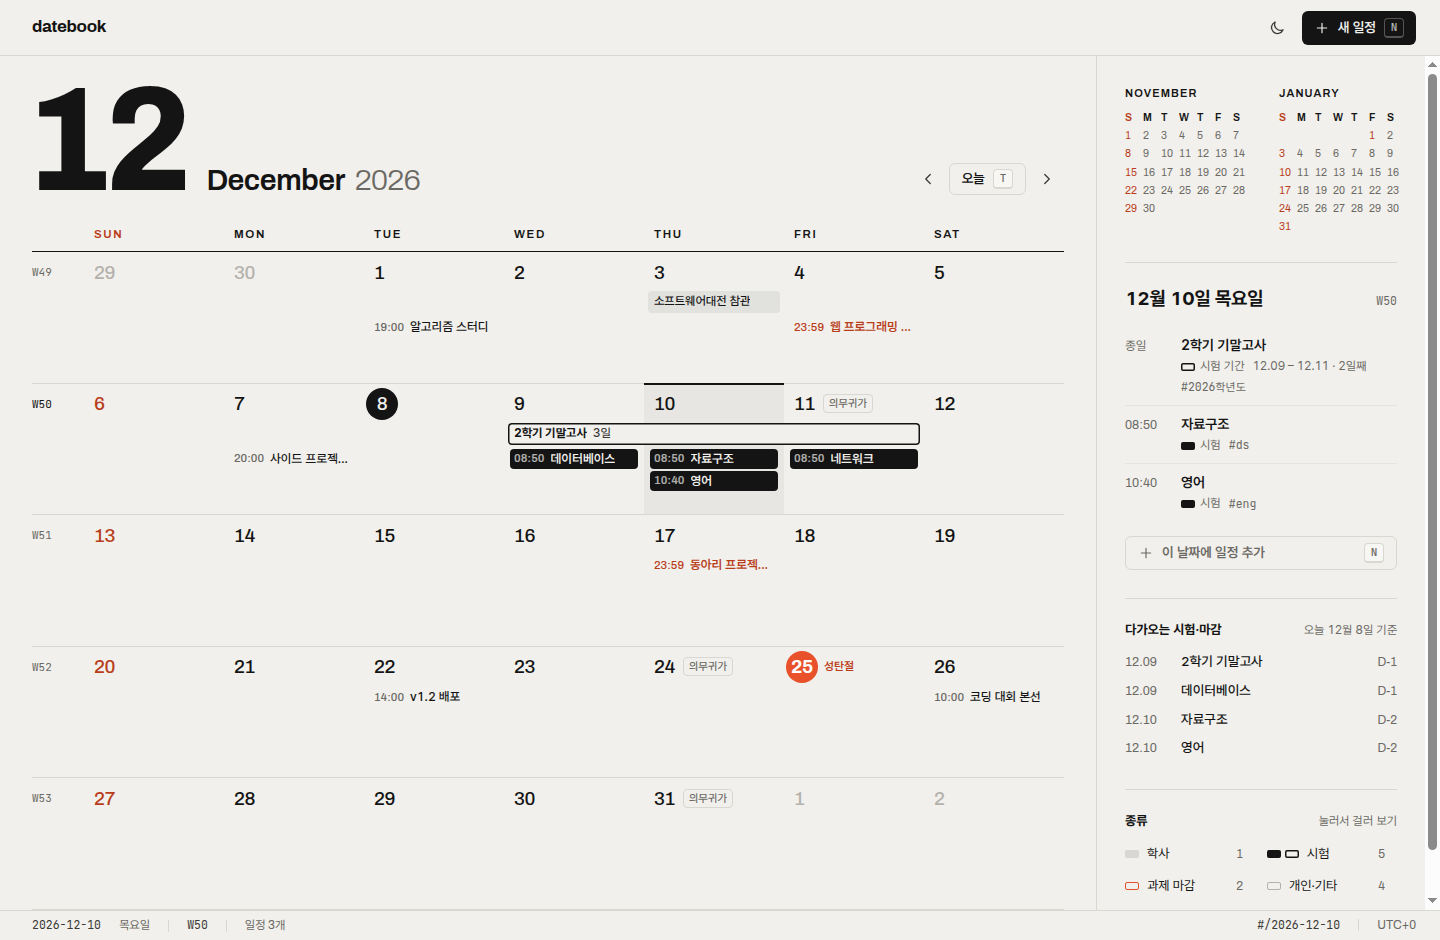 datebook
새 일정 N
12
December 2026
오늘 T
SUN MON TUE WED THU FRI SAT
W49 29 30 1 2 3 4 5
소프트웨어대전 참관
19:00 알고리즘 스터디
23:59 웹 프로그래밍 ...
W50 6 7 8 9 10 11 의무귀가 12
2학기 기말고사 3일
20:00 사이드 프로젝...
08:50 데이터베이스
08:50 자료구조
08:50 네트워크
10:40 영어
W51 13 14 15 16 17 18 19
23:59 동아리 프로젝...
W52 20 21 22 23 24 의무귀가 25 성탄절 26
14:00 v1.2 배포
10:00 코딩 대회 본선
W53 27 28 29 30 31 의무귀가 1 2
NOVEMBER
S M T W T F S
1 2 3 4 5 6 7
8 9 10 11 12 13 14
15 16 17 18 19 20 21
22 23 24 25 26 27 28
29 30
JANUARY
S M T W T F S
1 2
3 4 5 6 7 8 9
10 11 12 13 14 15 16
17 18 19 20 21 22 23
24 25 26 27 28 29 30
31
12월 10일 목요일 W50
종일 2학기 기말고사
시험 기간 12.09 – 12.11 · 2일째
#2026학년도
08:50 자료구조
시험 #ds
10:40 영어
시험 #eng
이 날짜에 일정 추가 N
다가오는 시험·마감 오늘 12월 8일 기준
12.09 2학기 기말고사 D-1
12.09 데이터베이스 D-1
12.10 자료구조 D-2
12.10 영어 D-2
종류 눌러서 걸러 보기
학사 1 시험 5
과제 마감 2 개인·기타 4
2026-12-10 목요일 W50 일정 3개
#/2026-12-10 UTC+0